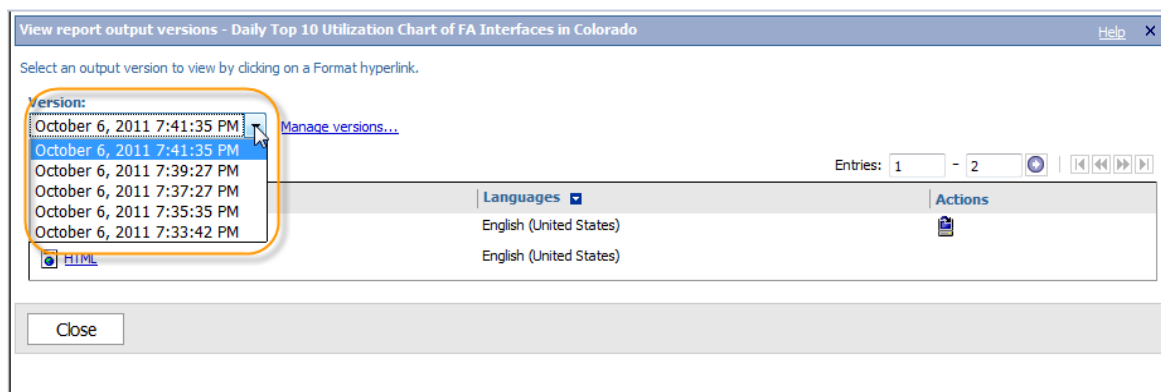 View report output versions - Daily Top 10 Utilization Chart of FA Interfaces in Colorado Help
Select an output version to view by clicking on a Format hyperlink.
Version:
October 6, 2011 7:41:35 PM Manage versions...
October 6, 2011 7:41:35 PM
October 6, 2011 7:39:27 PM
October 6, 2011 7:37:27 PM
October 6, 2011 7:35:35 PM
October 6, 2011 7:33:42 PM
Entries: 1 - 2
Languages Actions
English (United States)
HTML English (United States)
Close